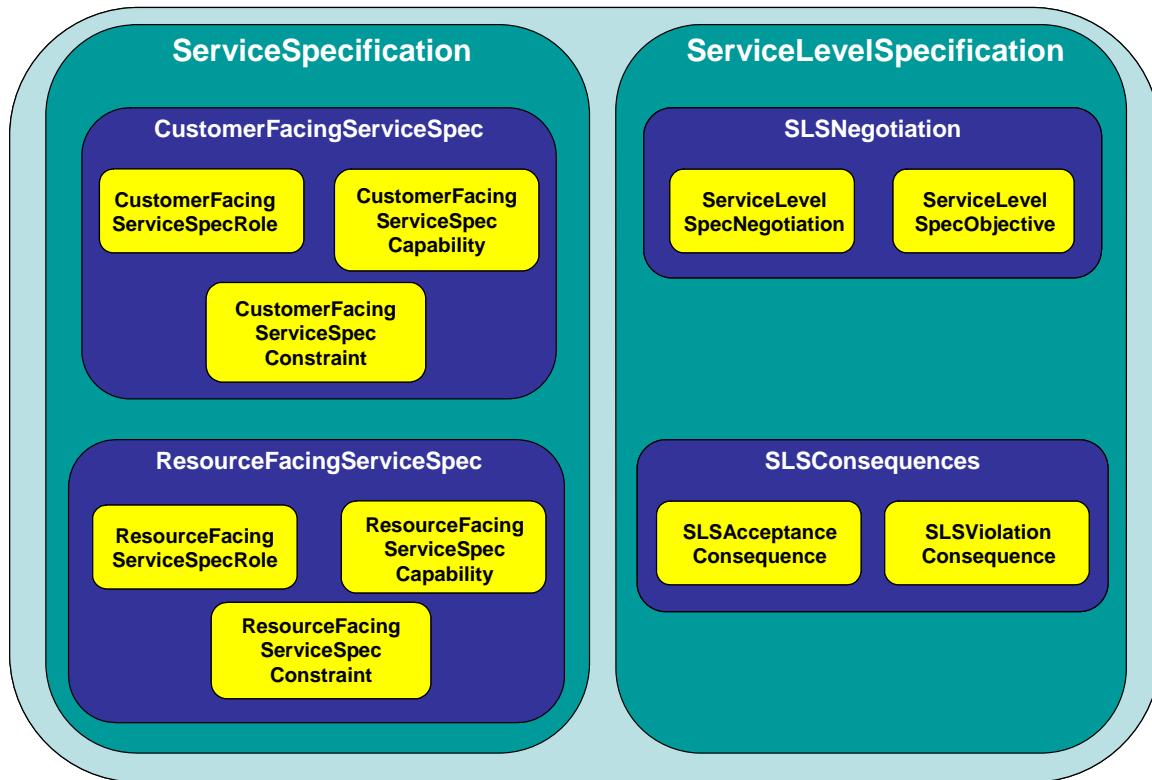 ServiceSpecification
CustomerFacingServiceSpec
CustomerFacing
ServiceSpecRole
CustomerFacing
ServiceSpec
Capability
CustomerFacing
ServiceSpec
Constraint
ResourceFacingServiceSpec
ResourceFacing
ServiceSpecRole
ResourceFacing
ServiceSpec
Capability
ResourceFacing
ServiceSpec
Constraint
ServiceLevelSpecification
SLSNegotiation
ServiceLevel
SpecNegotiation
ServiceLevel
SpecObjective
SLSConsequences
SLSAcceptance
Consequence
SLSViolation
Consequence